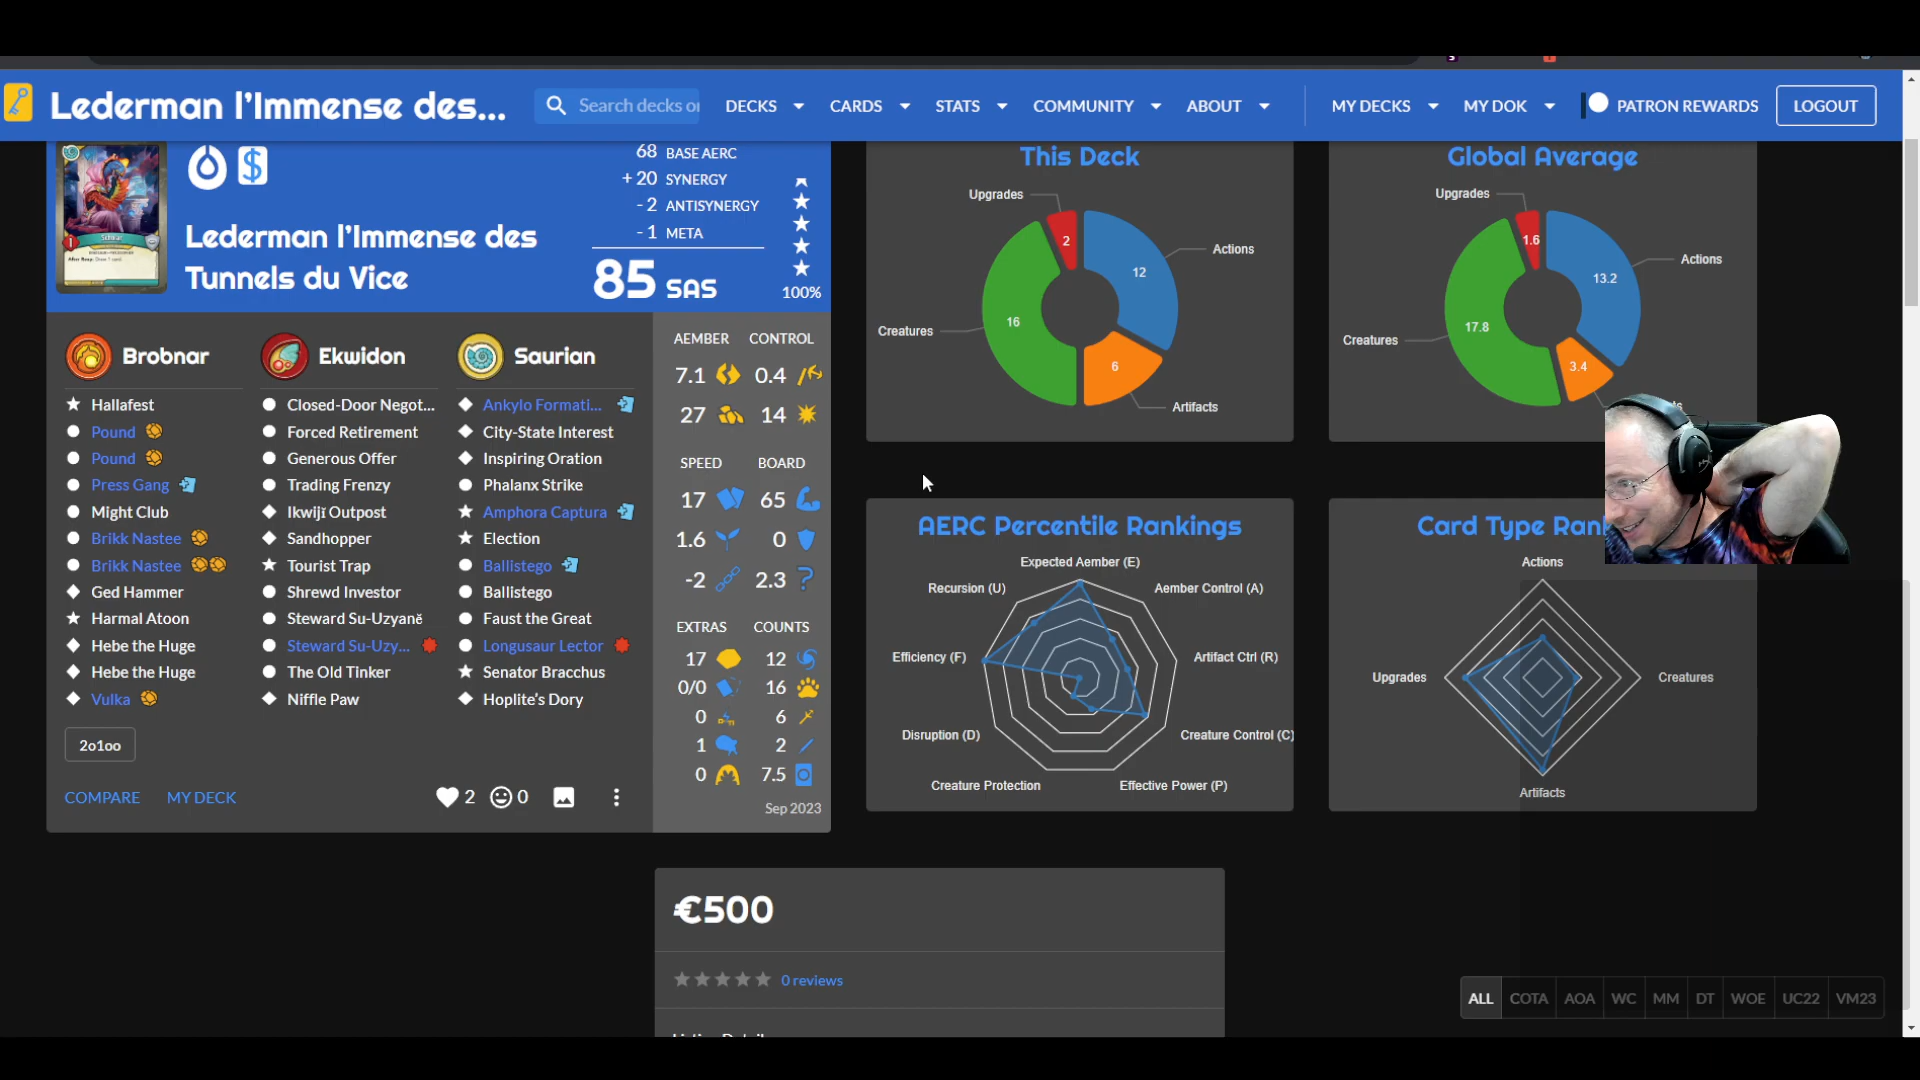 Lederman l'Immense des...
Search decks or
DECKS
CARDS
STATS
COMMUNITY
ABOUT
MY DECKS
MY DOK
PATRON REWARDS
LOGOUT
68 BASE AERC
+ 20 SYNERGY
- 2 ANTISYNERGY
- 1 META
85 SAS
100%
Lederman l'Immense des
Tunnels du Vice
Brobnar
Hallafest
Pound
Pound
Press Gang
Might Club
Brikk Nastee
Brikk Nastee
Ged Hammer
Harmal Atoon
Hebe the Huge
Hebe the Huge
Vulka
Ekwidon
Closed-Door Negot...
Forced Retirement
Generous Offer
Trading Frenzy
Ikwijĭ Outpost
Sandhopper
Tourist Trap
Shrewd Investor
Steward Su-Uzyanĕ
Steward Su-Uzy...
The Old Tinker
Niffle Paw
Saurian
Ankylo Formati...
City-State Interest
Inspiring Oration
Phalanx Strike
Amphora Captura
Election
Ballistego
Ballistego
Faust the Great
Longusaur Lector
Senator Bracchus
Hoplite's Dory
2o1oo
COMPARE
MY DECK
2
0
AEMBER CONTROL
7.1 0.4
27 14
SPEED BOARD
17 65
1.6 0
-2 2.3
EXTRAS COUNTS
17 12
0/0 16
0 6
1 2
0 7.5
Sep 2023
This Deck
Upgrades
2
Actions
12
Creatures
16
6
Artifacts
Global Average
Upgrades
1.6
Actions
13.2
Creatures
17.8
3.4
AERC Percentile Rankings
Expected Aember (E)
Recursion (U)
Aember Control (A)
Efficiency (F)
Artifact Ctrl (R)
Disruption (D)
Creature Control (C)
Creature Protection
Effective Power (P)
Card Type Ran
Actions
Upgrades
Creatures
Artifacts
€500
0 reviews
ALL
COTA
AOA
WC
MM
DT
WOE
UC22
VM23